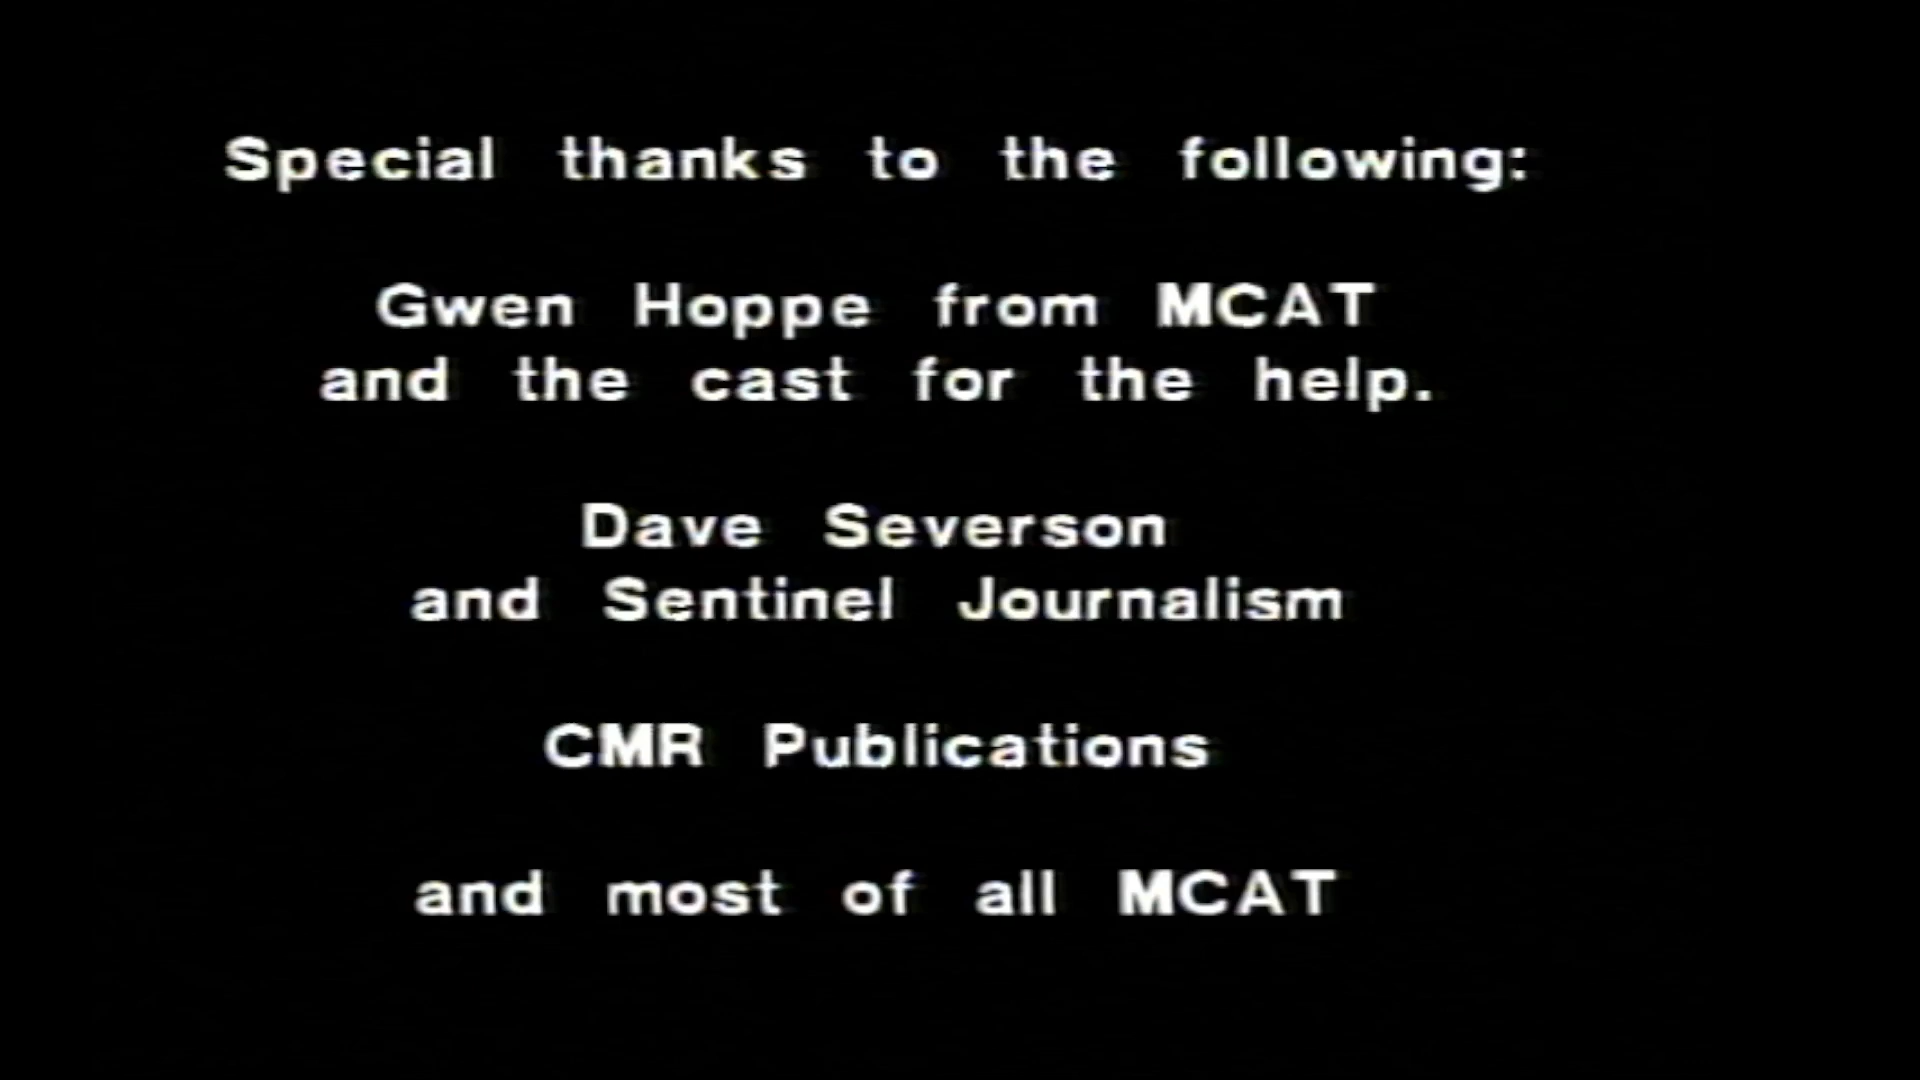 Special thanks to the following:
Gwen Hoppe from MCAT
and the cast for the help.
Dave Severson
and Sentinel Journalism
CMR Publications
and most of all MCAT